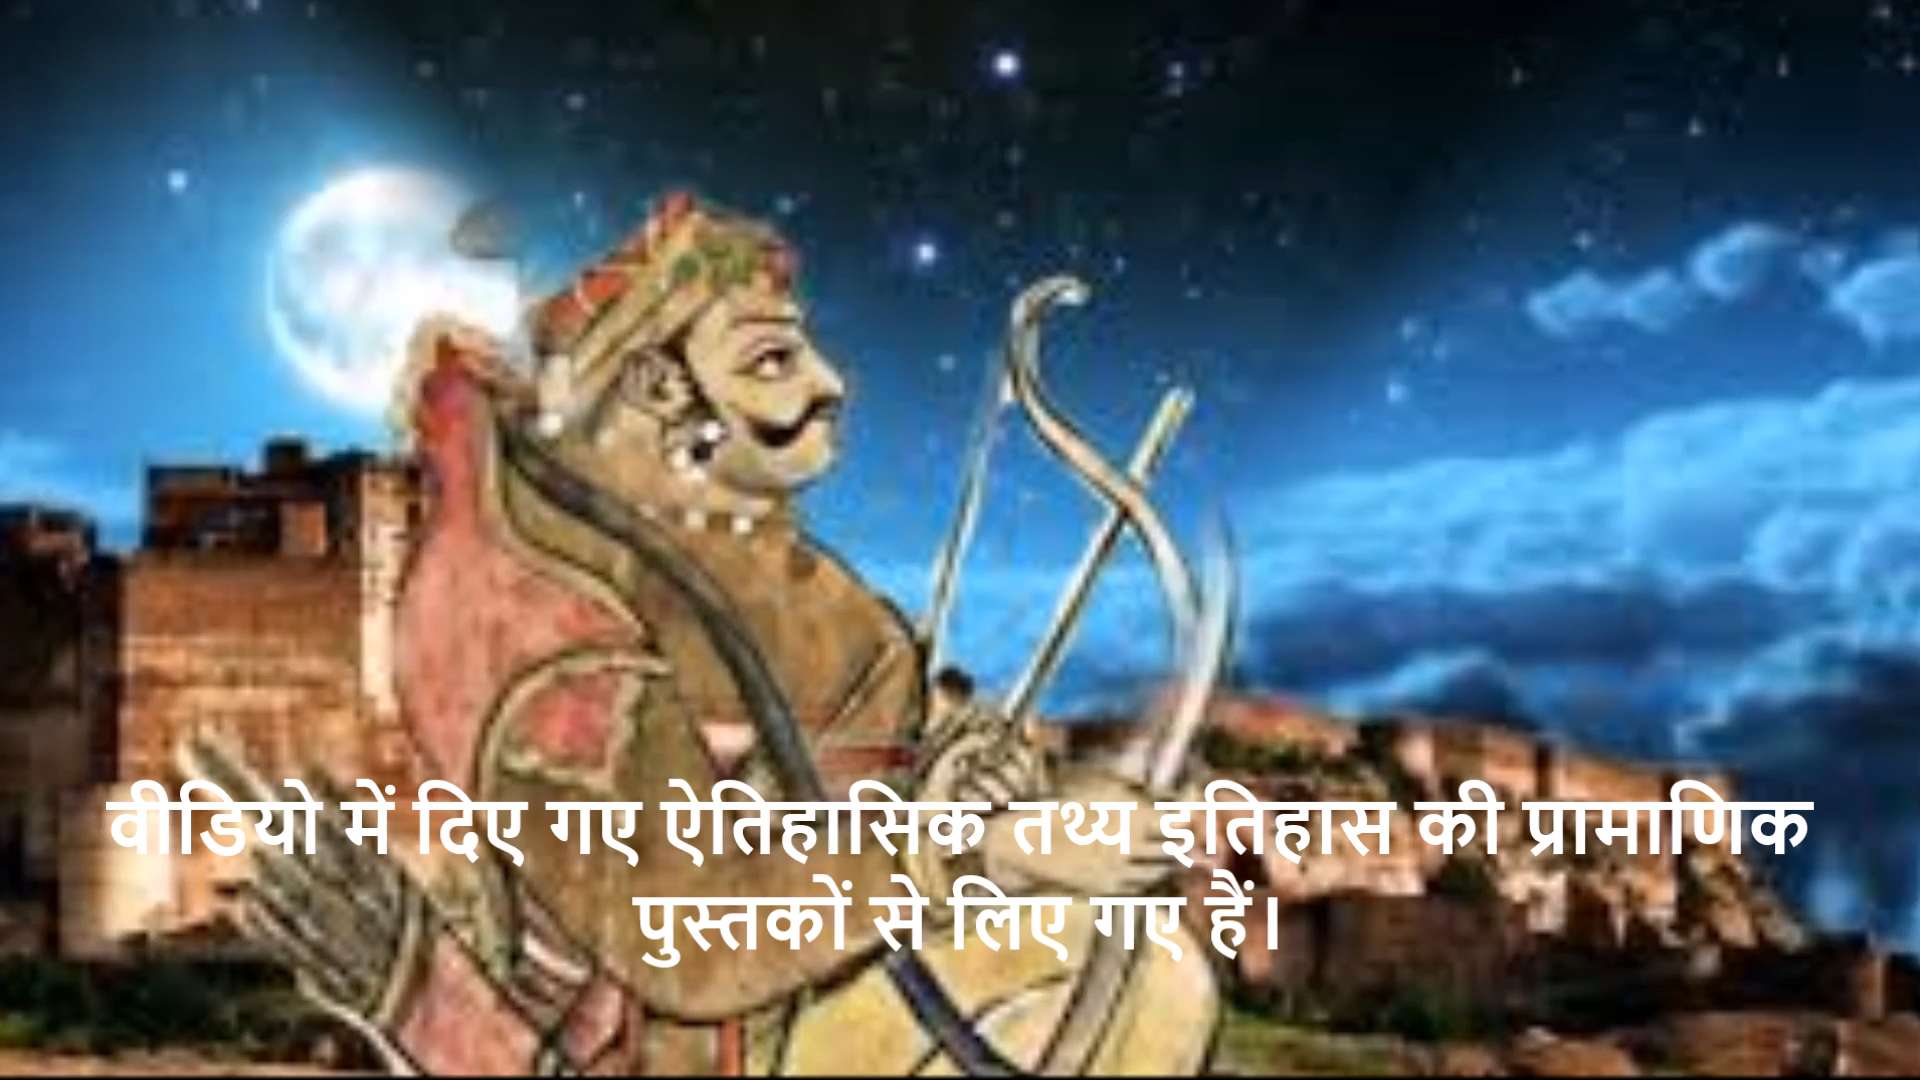 वीडियो में दिए गए ऐतिहासिक तथ्य इतिहास की प्रामाणिक
पुस्तकों से लिए गए हैं।